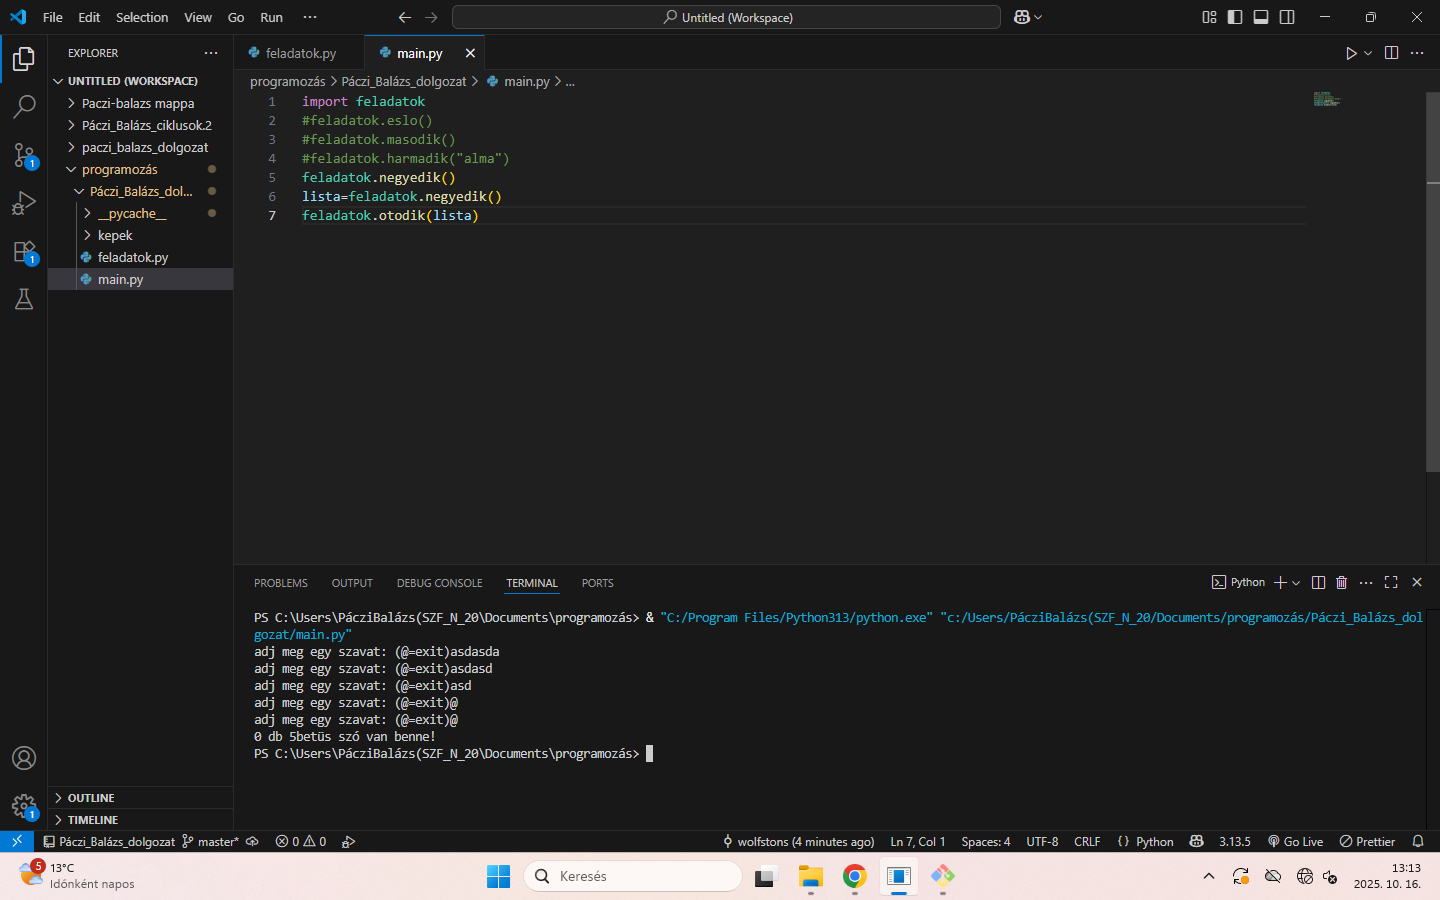 File Edit Selection View Go Run ···
Untitled (Workspace)
EXPLORER ···
UNTITLED (WORKSPACE)
Paczi-balazs mappa
Páczi_Balázs_ciklusok.2
paczi_balazs_dolgozat
programozás
Páczi_Balázs_dol...
__pycache__
kepek
feladatok.py
main.py
OUTLINE
TIMELINE
1
1
1
feladatok.py
main.py
programozás > Páczi_Balázs_dolgozat > main.py > ...
1 import feladatok
2 #feladatok.eslo()
3 #feladatok.masodik()
4 #feladatok.harmadik("alma")
5 feladatok.negyedik()
6 lista=feladatok.negyedik()
7 feladatok.otodik(lista)
PROBLEMS OUTPUT DEBUG CONSOLE TERMINAL PORTS
Python
PS C:\Users\PácziBalázs(SZF_N_20\Documents\programozás> & "C:/Program Files/Python313/python.exe" "c:/Users/PácziBalázs(SZF_N_20/Documents/programozás/Páczi_Balázs_dol
gozat/main.py"
adj meg egy szavat: (@=exit)asdasda
adj meg egy szavat: (@=exit)asdasd
adj meg egy szavat: (@=exit)asd
adj meg egy szavat: (@=exit)@
adj meg egy szavat: (@=exit)@
0 db 5betüs szó van benne!
PS C:\Users\PácziBalázs(SZF_N_20\Documents\programozás>
Páczi_Balázs_dolgozat master* 0 0 wolfstons (4 minutes ago) Ln 7, Col 1 Spaces: 4 UTF-8 CRLF {} Python 3.13.5 Go Live Prettier
5
13°C
Időnként napos
Keresés
13:13
2025. 10. 16.